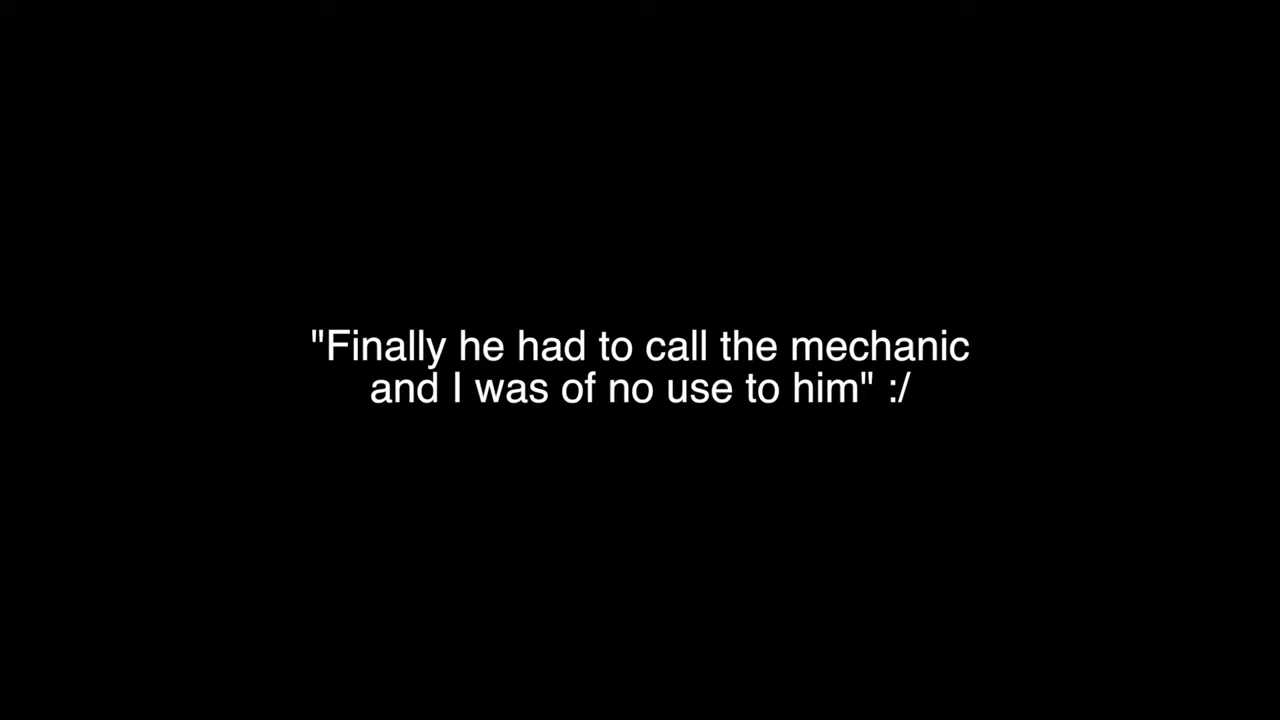 "Finally he had to call the mechanic
and I was of no use to him" :/